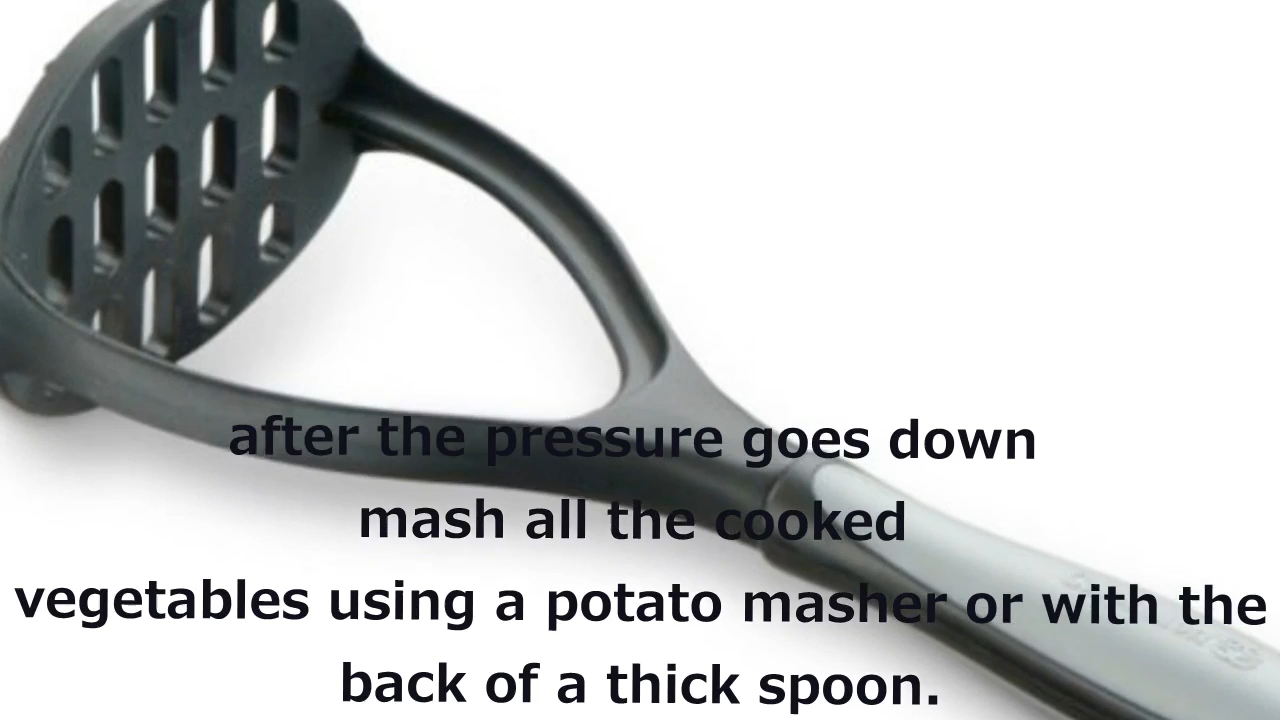 after the pressure goes down
mash all the cooked
vegetables using a potato masher or with the
back of a thick spoon.